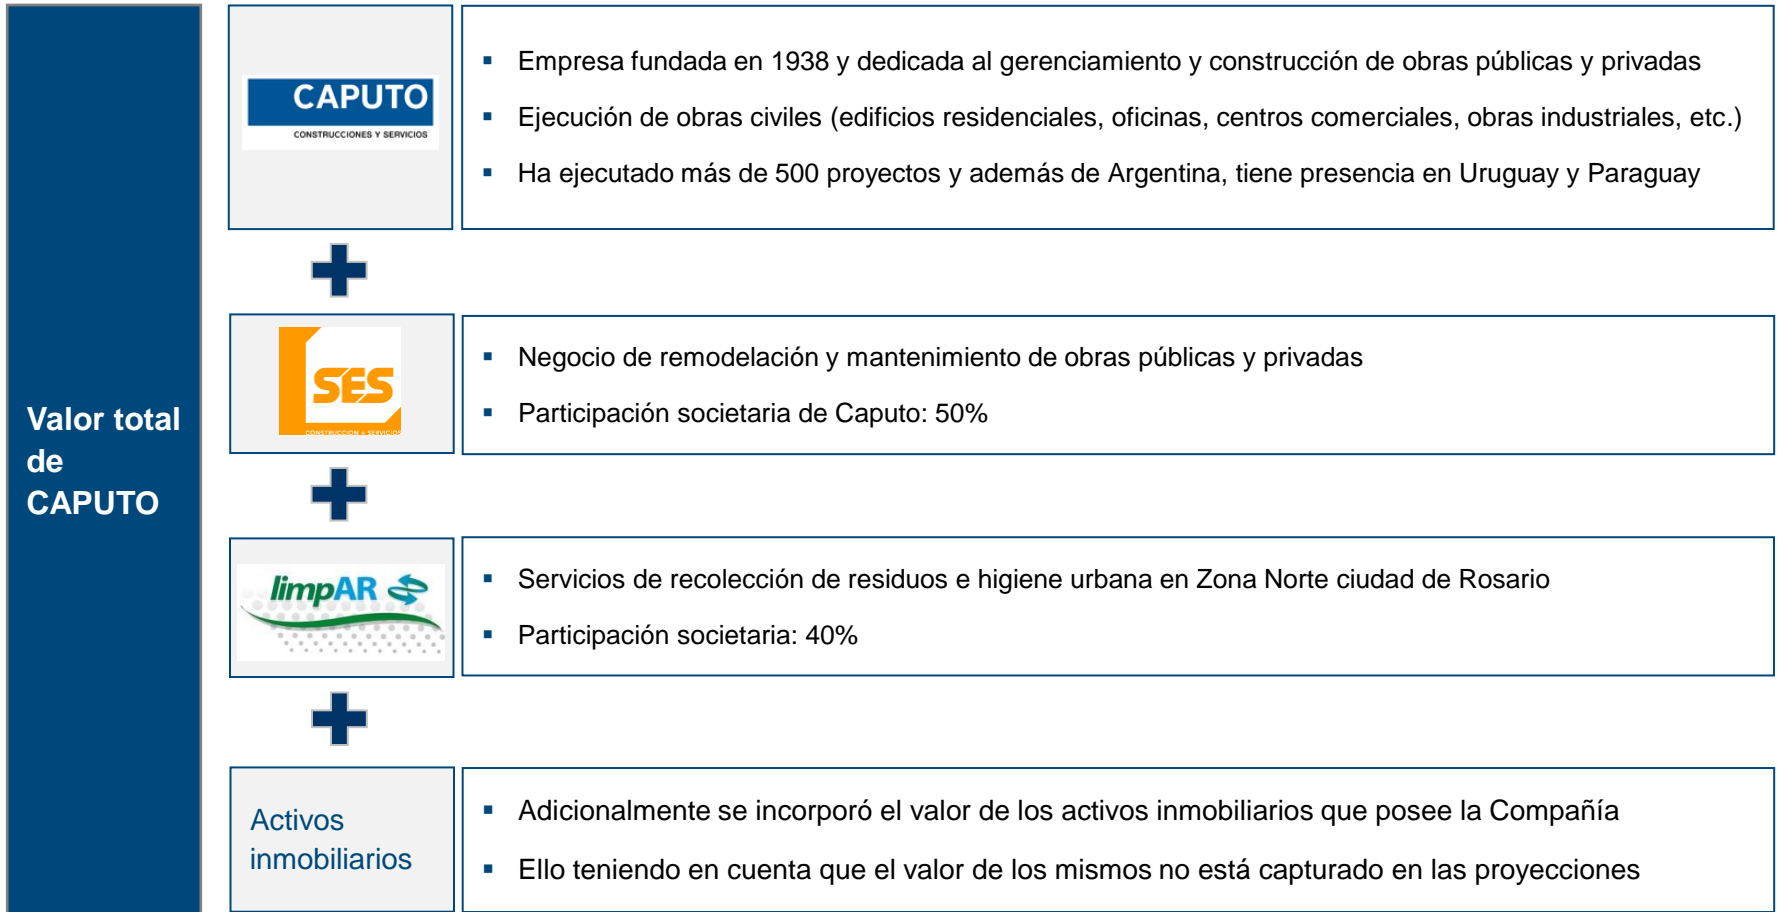 Valor total
de
CAPUTO
CAPUTO
CONSTRUCCIONES Y SERVICIOS
▪ Empresa fundada en 1938 y dedicada al gerenciamiento y construcción de obras públicas y privadas
▪ Ejecución de obras civiles (edificios residenciales, oficinas, centros comerciales, obras industriales, etc.)
▪ Ha ejecutado más de 500 proyectos y además de Argentina, tiene presencia en Uruguay y Paraguay
SES
CONSTRUCCION + SERVICIOS
▪ Negocio de remodelación y mantenimiento de obras públicas y privadas
▪ Participación societaria de Caputo: 50%
limpAR
▪ Servicios de recolección de residuos e higiene urbana en Zona Norte ciudad de Rosario
▪ Participación societaria: 40%
Activos
inmobiliarios
▪ Adicionalmente se incorporó el valor de los activos inmobiliarios que posee la Compañía
▪ Ello teniendo en cuenta que el valor de los mismos no está capturado en las proyecciones